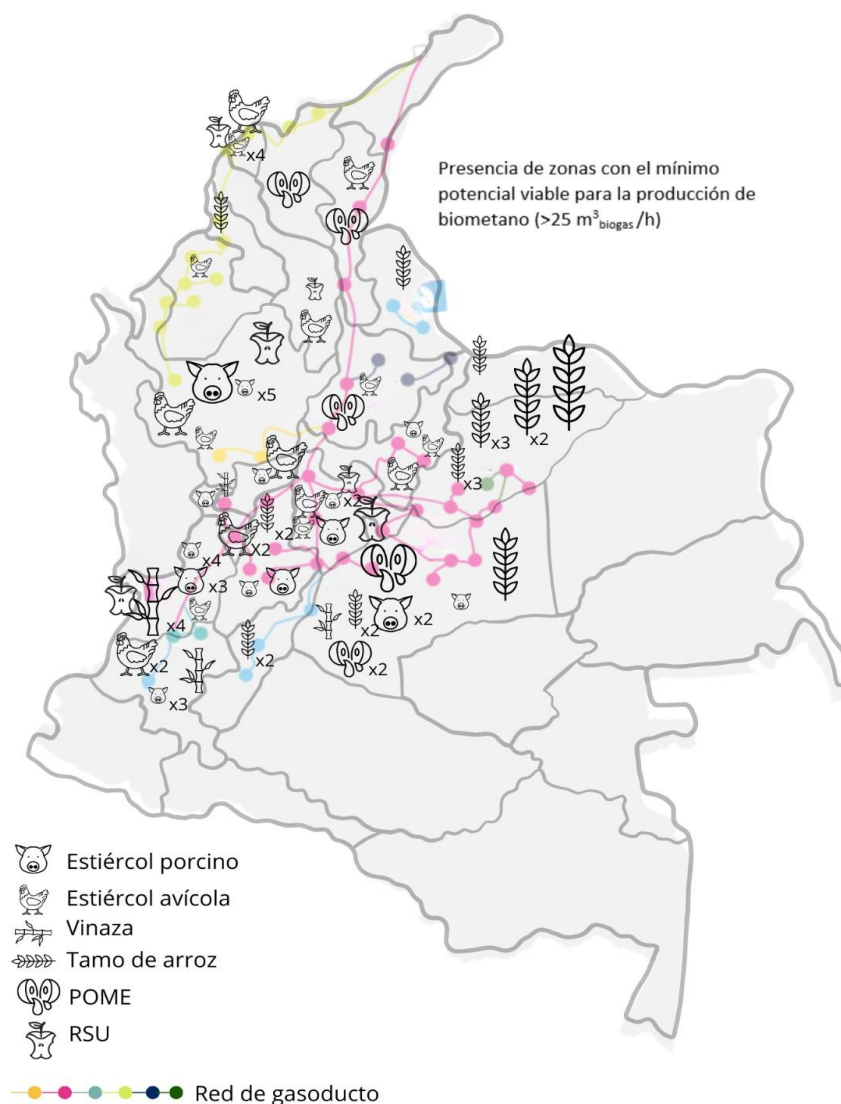 Presencia de zonas con el mínimo
potencial viable para la producción de
biometano (>25 m³biogas/h)
x4
x5
x3
x2
x3
x2
x2
x2
x4
x3
x4
x2
x2
x2
x2
x2
x3
Estiércol porcino
Estiércol avícola
Vinaza
Tamo de arroz
POME
RSU
Red de gasoducto